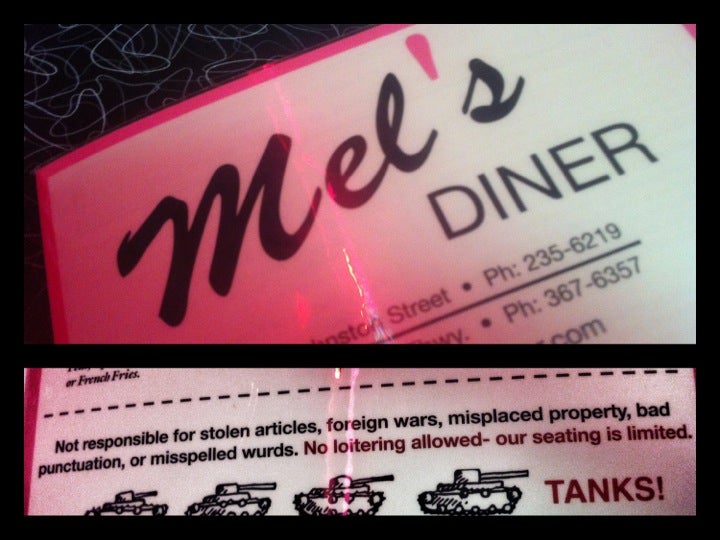 Mel's
DINER
Street • Ph: 235-6219
• Ph: 367-6357
.com
or French Fries.
Not responsible for stolen articles, foreign wars, misplaced property, bad
punctuation, or misspelled wurds. No loitering allowed- our seating is limited.
TANKS!